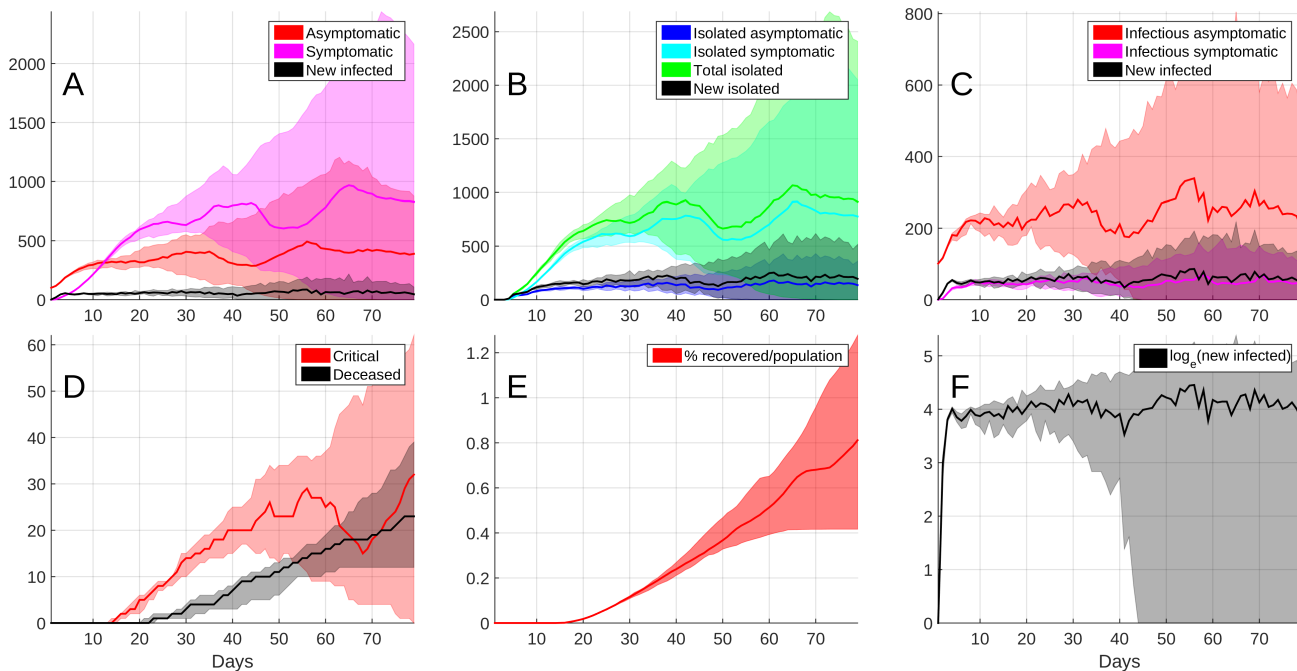 A
Asymptomatic
Symptomatic
New infected
2000
1500
1000
500
0
10 20 30 40 50 60 70
B
Isolated asymptomatic
Isolated symptomatic
Total isolated
New isolated
2500
2000
1500
1000
500
0
10 20 30 40 50 60 70
C
Infectious asymptomatic
Infectious symptomatic
New infected
800
600
400
200
0
10 20 30 40 50 60 70
D
Critical
Deceased
60
50
40
30
20
10
0
10 20 30 40 50 60 70
Days
E
% recovered/population
1.2
1
0.8
0.6
0.4
0.2
0
10 20 30 40 50 60 70
F
log_e(new infected)
5
4
3
2
1
0
10 20 30 40 50 60 70
Days